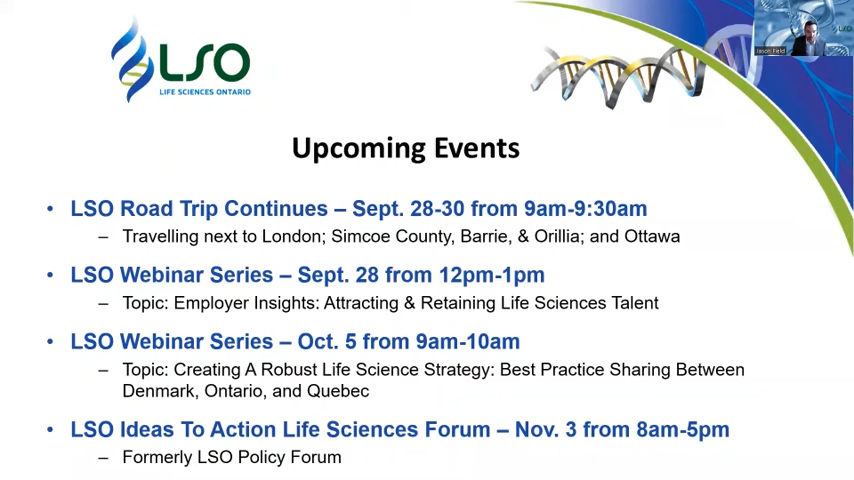 LSO
LIFE SCIENCES ONTARIO
LSO
Jason Field
Upcoming Events
• LSO Road Trip Continues – Sept. 28-30 from 9am-9:30am
– Travelling next to London; Simcoe County, Barrie, & Orillia; and Ottawa
• LSO Webinar Series – Sept. 28 from 12pm-1pm
– Topic: Employer Insights: Attracting & Retaining Life Sciences Talent
• LSO Webinar Series – Oct. 5 from 9am-10am
– Topic: Creating A Robust Life Science Strategy: Best Practice Sharing Between
Denmark, Ontario, and Quebec
• LSO Ideas To Action Life Sciences Forum – Nov. 3 from 8am-5pm
– Formerly LSO Policy Forum